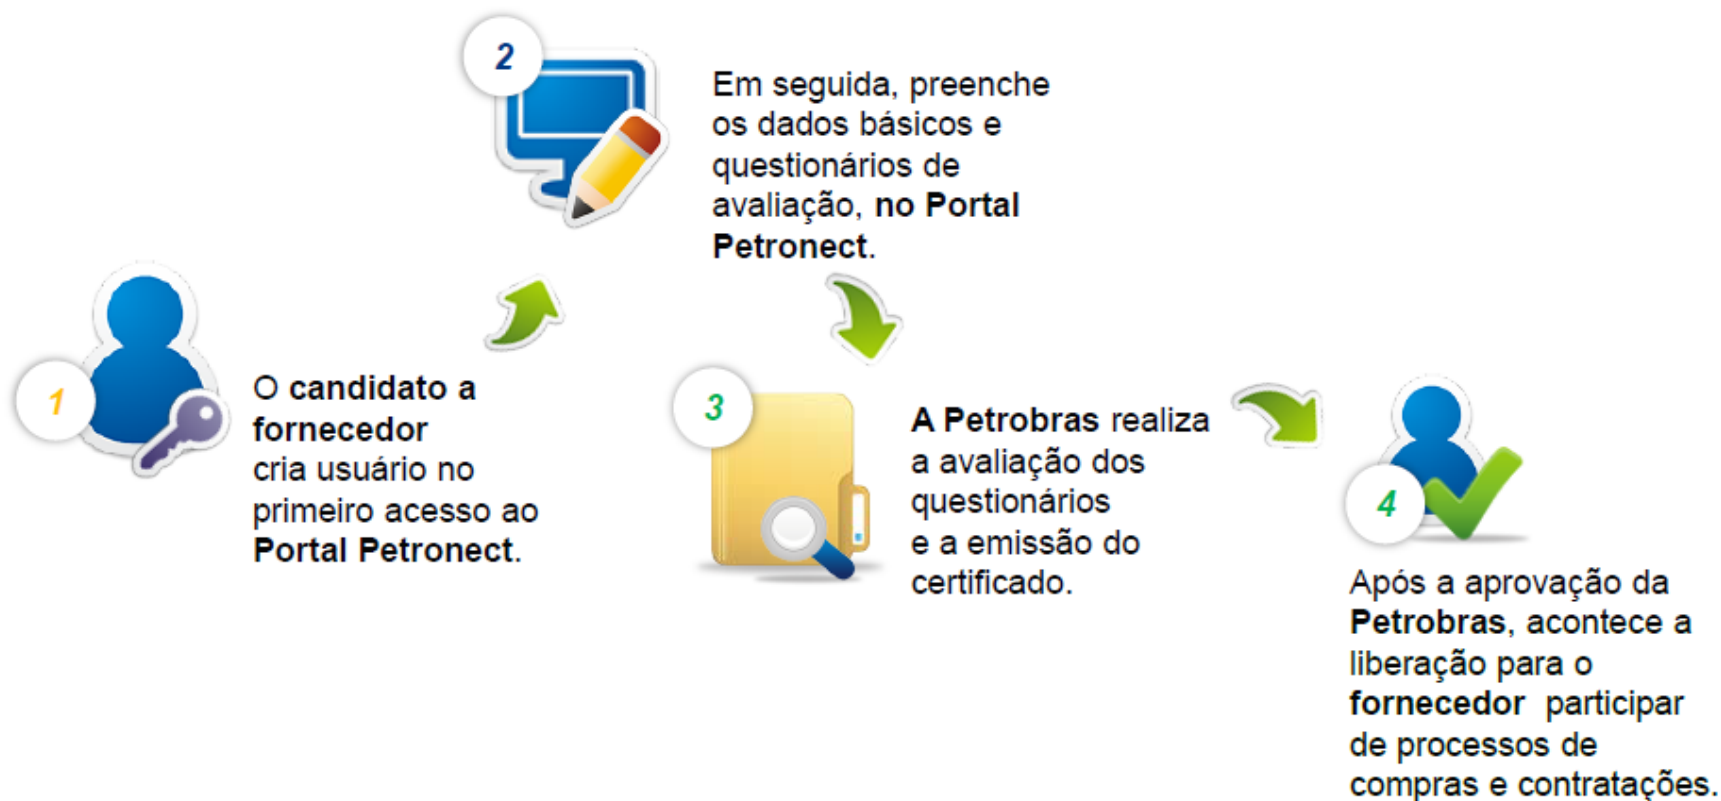 1
O candidato a
fornecedor
cria usuário no
primeiro acesso ao
Portal Petronect.
2
Em seguida, preenche
os dados básicos e
questionários de
avaliação, no Portal
Petronect.
3
A Petrobras realiza
a avaliação dos
questionários
e a emissão do
certificado.
4
Após a aprovação da
Petrobras, acontece a
liberação para o
fornecedor participar
de processos de
compras e contratações.